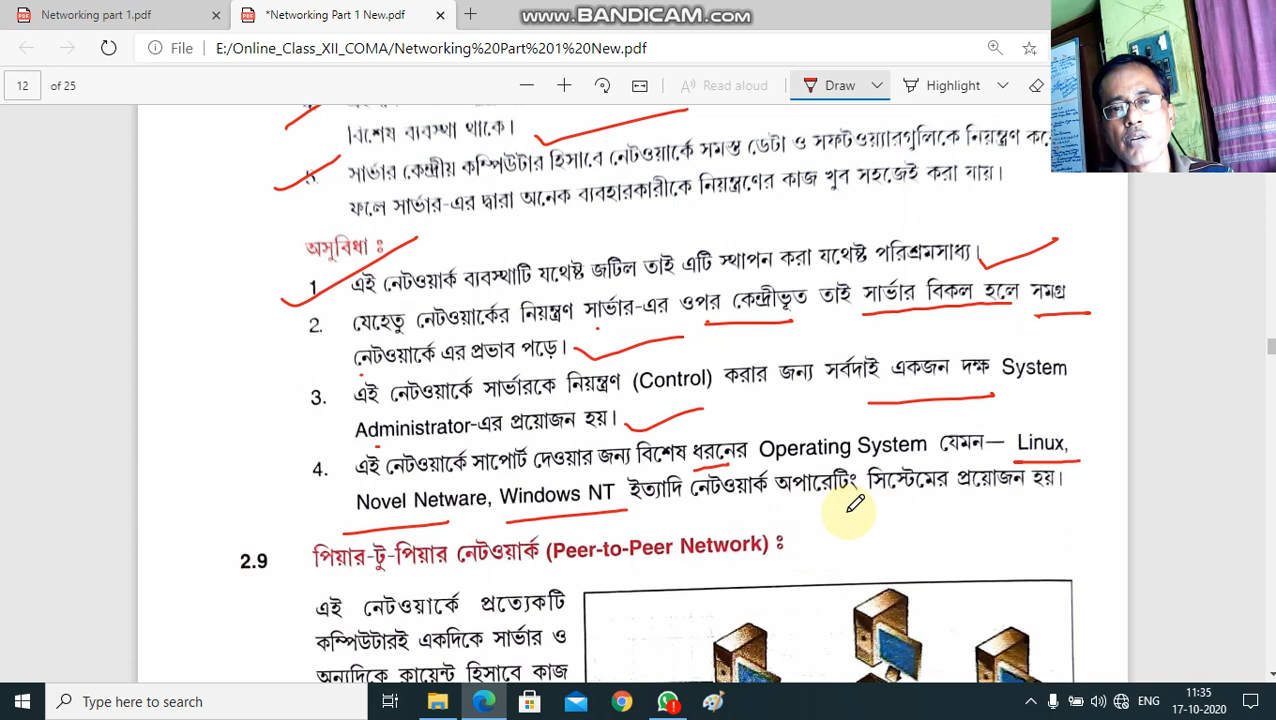 Networking part 1.pdf
*Networking Part 1 New.pdf
www.BANDICAM.com
File
E:/Online_Class_XII_COMA/Networking%20Part%201%20New.pdf
12 of 25
Read aloud
Draw
Highlight
বিশেষ ব্যবস্থা থাকে।
5. সার্ভার কেন্দ্রীয় কম্পিউটার হিসাবে নেটওয়ার্কে সমস্ত ডেটা ও সফটওয়্যারগুলিকে নিয়ন্ত্রণ
ফলে সার্ভার-এর দ্বারা অনেক ব্যবহারকারীকে নিয়ন্ত্রণের কাজ খুব সহজেই করা যায়।
অসুবিধা ঃ
1. এই নেটওয়ার্ক ব্যবস্থাটি যথেষ্ট জটিল তাই এটি স্থাপন করা যথেষ্ট পরিশ্রমসাধ্য।
2. যেহেতু নেটওয়ার্কের নিয়ন্ত্রণ সার্ভার-এর ওপর কেন্দ্রীভূত তাই সার্ভার বিকল হলে সমগ্র
নেটওয়ার্কে এর প্রভাব পড়ে।
3. এই নেটওয়ার্কে সার্ভারকে নিয়ন্ত্রণ (Control) করার জন্য সর্বদাই একজন দক্ষ System
Administrator-এর প্রয়োজন হয়।
4. এই নেটওয়ার্কে সাপোর্ট দেওয়ার জন্য বিশেষ ধরনের Operating System যেমন— Linux,
Novel Netware, Windows NT ইত্যাদি নেটওয়ার্ক অপারেটিং সিস্টেমের প্রয়োজন হয়।
2.9 পিয়ার-টু-পিয়ার নেটওয়ার্ক (Peer-to-Peer Network) ঃ
এই নেটওয়ার্কে প্রত্যেকটি
কম্পিউটারই একদিকে সার্ভার ও
অন্যদিকে ক্লায়েন্ট হিসাবে কাজ
Type here to search
ENG
11:35
17-10-2020